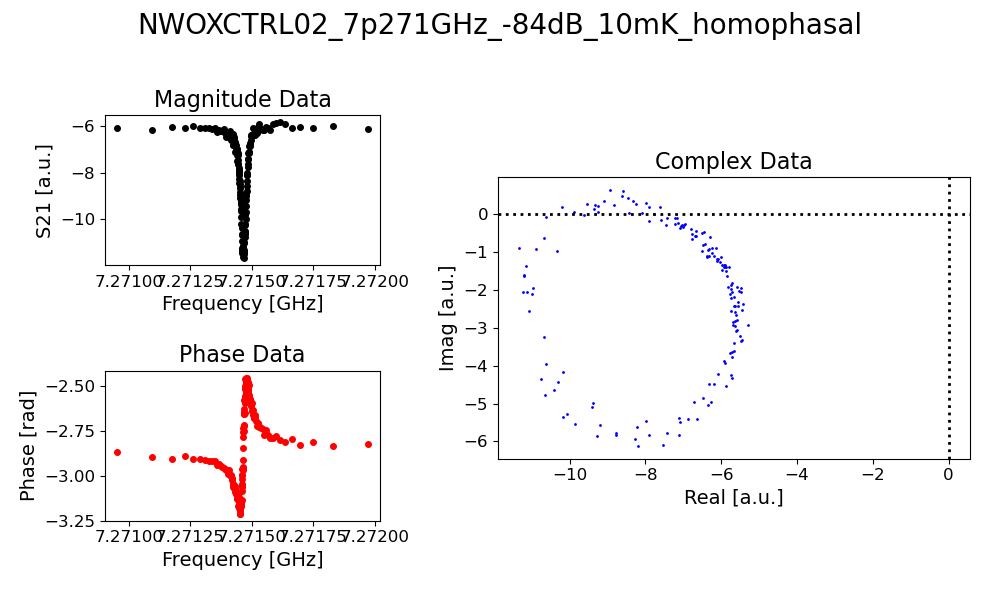 NWOXCTRL02_7p271GHz_-84dB_10mK_homophasal
Magnitude Data
S21 [a.u.]
−6
−8
−10
7.27100 7.27125 7.27150 7.27175 7.27200
Frequency [GHz]
Phase Data
Phase [rad]
−2.50
−2.75
−3.00
−3.25
7.27100 7.27125 7.27150 7.27175 7.27200
Frequency [GHz]
Complex Data
Imag [a.u.]
0
−1
−2
−3
−4
−5
−6
−10 −8 −6 −4 −2 0
Real [a.u.]